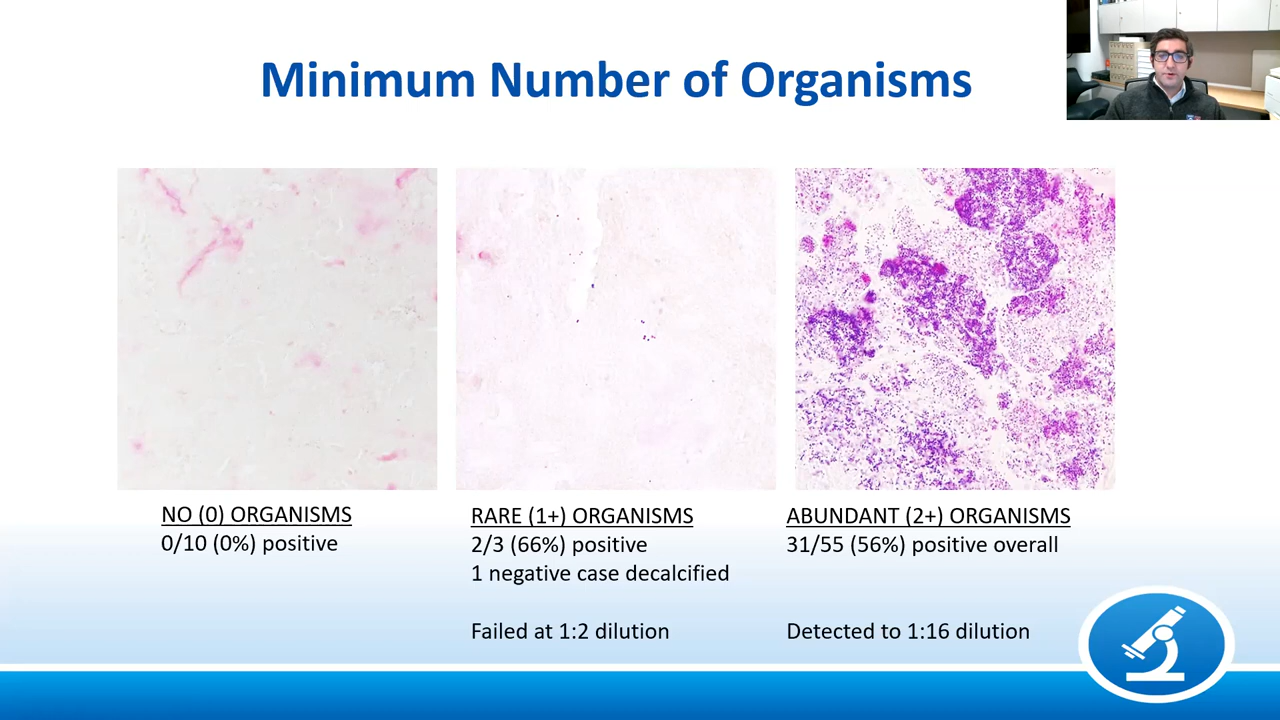 Minimum Number of Organisms
NO (0) ORGANISMS
0/10 (0%) positive
RARE (1+) ORGANISMS
2/3 (66%) positive
1 negative case decalcified
Failed at 1:2 dilution
ABUNDANT (2+) ORGANISMS
31/55 (56%) positive overall
Detected to 1:16 dilution